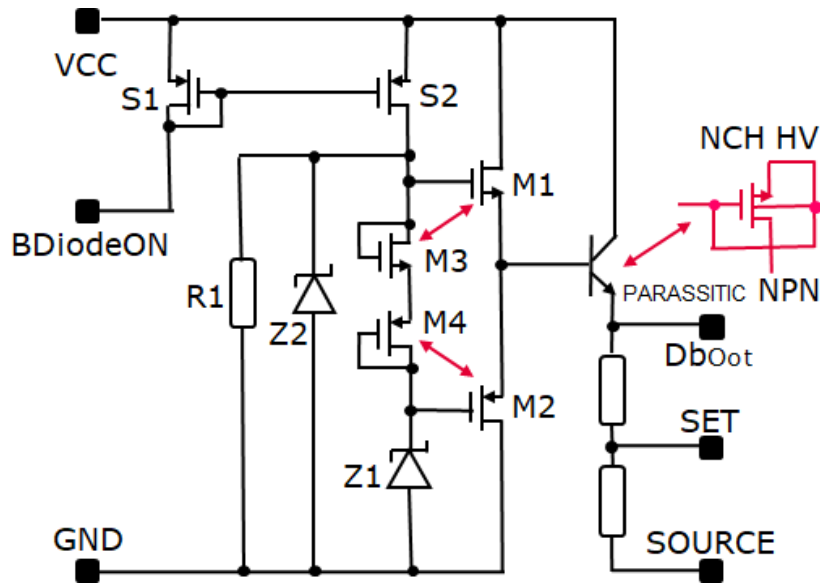 VCC
S1
S2
NCH HV
M1
BDiodeON
M3
PARASSITIC NPN
R1
Z2
M4
DbOot
M2
SET
Z1
GND
SOURCE